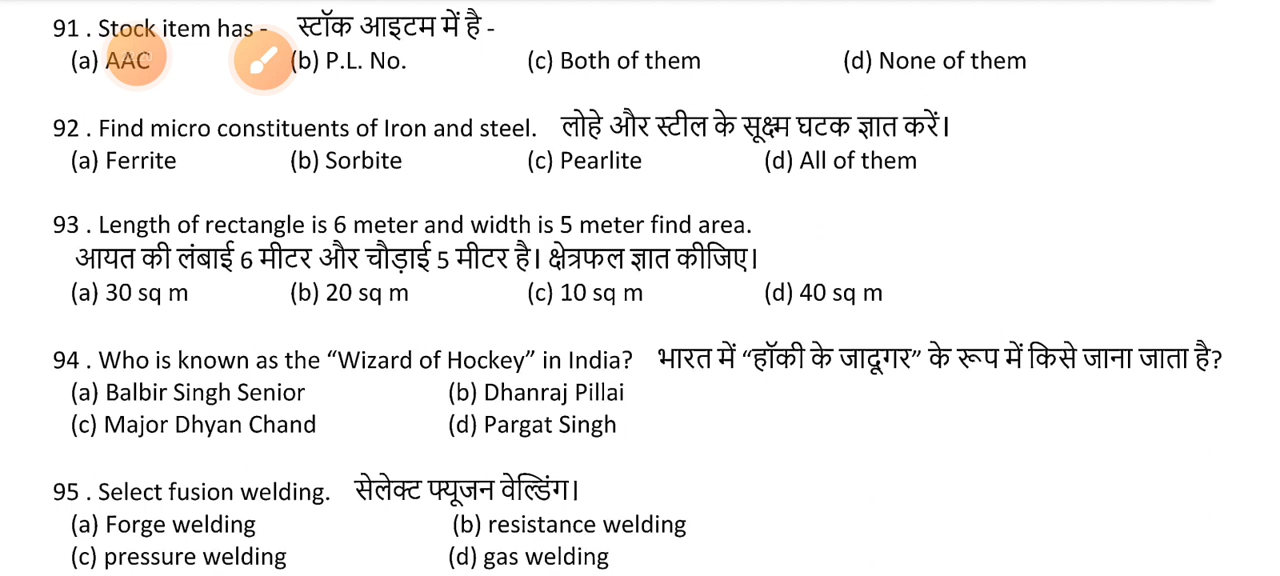 91 . Stock item has - स्टॉक आइटम में है -
(a) AAC (b) P.L. No. (c) Both of them (d) None of them
92 . Find micro constituents of Iron and steel. लोहे और स्टील के सूक्ष्म घटक ज्ञात करें।
(a) Ferrite (b) Sorbite (c) Pearlite (d) All of them
93 . Length of rectangle is 6 meter and width is 5 meter find area.
आयत की लंबाई 6 मीटर और चौड़ाई 5 मीटर है। क्षेत्रफल ज्ञात कीजिए।
(a) 30 sq m (b) 20 sq m (c) 10 sq m (d) 40 sq m
94 . Who is known as the “Wizard of Hockey” in India? भारत में “हॉकी के जादूगर” के रूप में किसे जाना जाता है?
(a) Balbir Singh Senior (b) Dhanraj Pillai
(c) Major Dhyan Chand (d) Pargat Singh
95 . Select fusion welding. सेलेक्ट फ्यूजन वेल्डिंग।
(a) Forge welding (b) resistance welding
(c) pressure welding (d) gas welding